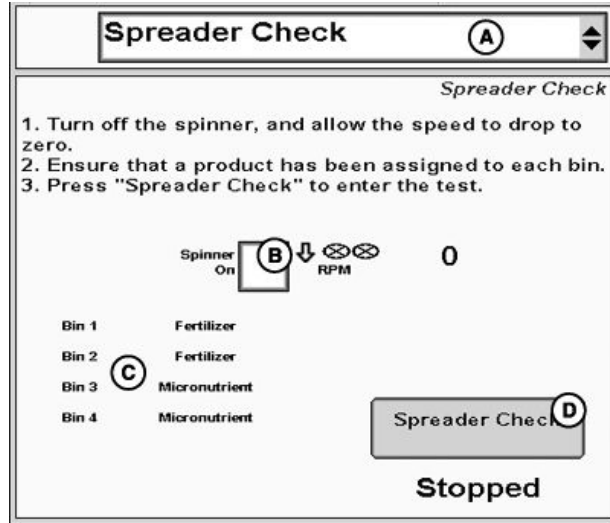 Spreader Check
A
Spreader Check
1. Turn off the spinner, and allow the speed to drop to
zero.
2. Ensure that a product has been assigned to each bin.
3. Press "Spreader Check" to enter the test.
Spinner
On
B
RPM
0
Bin 1 Fertilizer
Bin 2 Fertilizer
C
Bin 3 Micronutrient
Bin 4 Micronutrient
Spreader Chec
D
Stopped